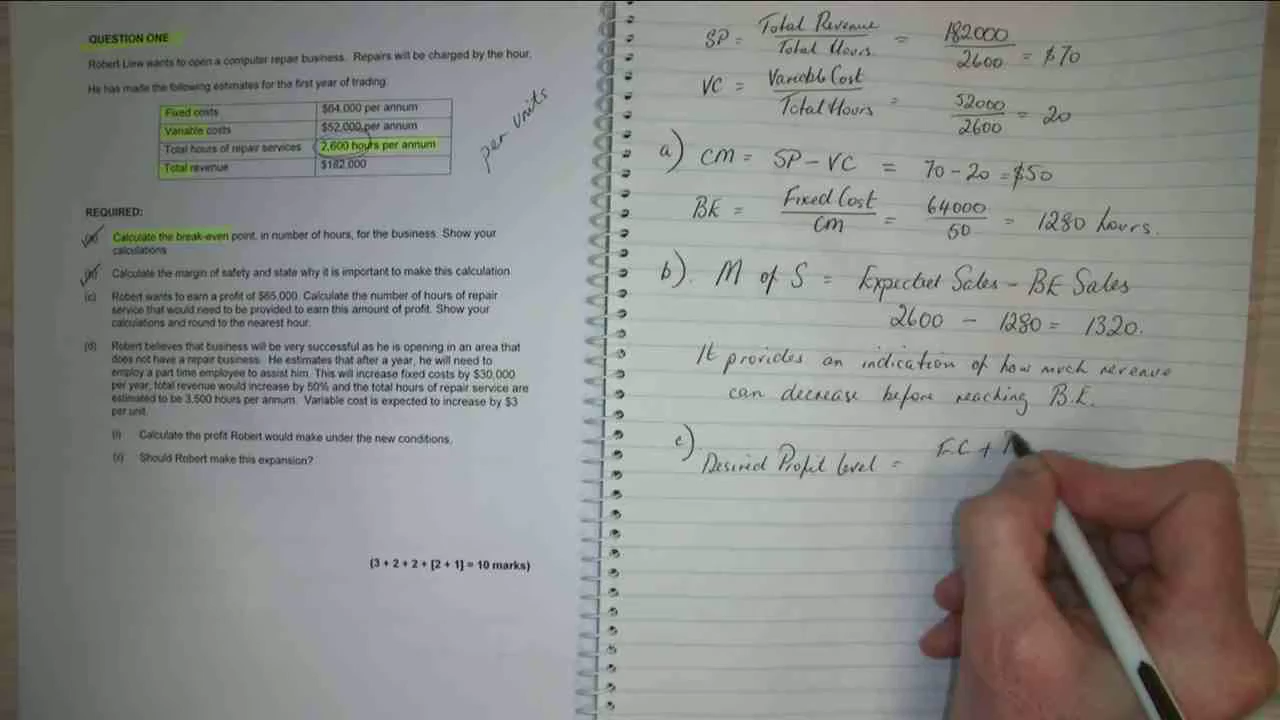 QUESTION ONE
Robert Liew wants to open a computer repair business. Repairs will be charged by the hour.
He has made the following estimates for the first year of trading.
Fixed costs $64,000 per annum
Variable costs $52,000 per annum
Total hours of repair services 2,600 hours per annum
Total revenue $182,000
per units
REQUIRED:
(a) Calculate the break-even point, in number of hours, for the business. Show your
calculations
(b) Calculate the margin of safety and state why it is important to make this calculation.
(c) Robert wants to earn a profit of $65,000. Calculate the number of hours of repair
service that would need to be provided to earn this amount of profit. Show your
calculations and round to the nearest hour.
(d) Robert believes that business will be very successful as he is opening in an area that
does not have a repair business. He estimates that after a year, he will need to
employ a part time employee to assist him. This will increase fixed costs by $30,000
per year, total revenue would increase by 50% and the total hours of repair service are
estimated to be 3,500 hours per annum. Variable cost is expected to increase by $3
per unit.
(i) Calculate the profit Robert would make under the new conditions.
(ii) Should Robert make this expansion?
(3 + 2 + 2 + [2 + 1] = 10 marks)
SP = Total Revenue / Total Hours = 182000 / 2600 = $70
VC = Variable Cost / Total Hours = 52000 / 2600 = 20
a) CM = SP - VC = 70 - 20 = $50
BE = Fixed Cost / CM = 64000 / 50 = 1280 hours.
b). M of S = Expected Sales - BE Sales
2600 - 1280 = 1320.
It provides an indication of how much revenue
can decrease before reaching B.E.
c) Desired Profit Level = F.C +